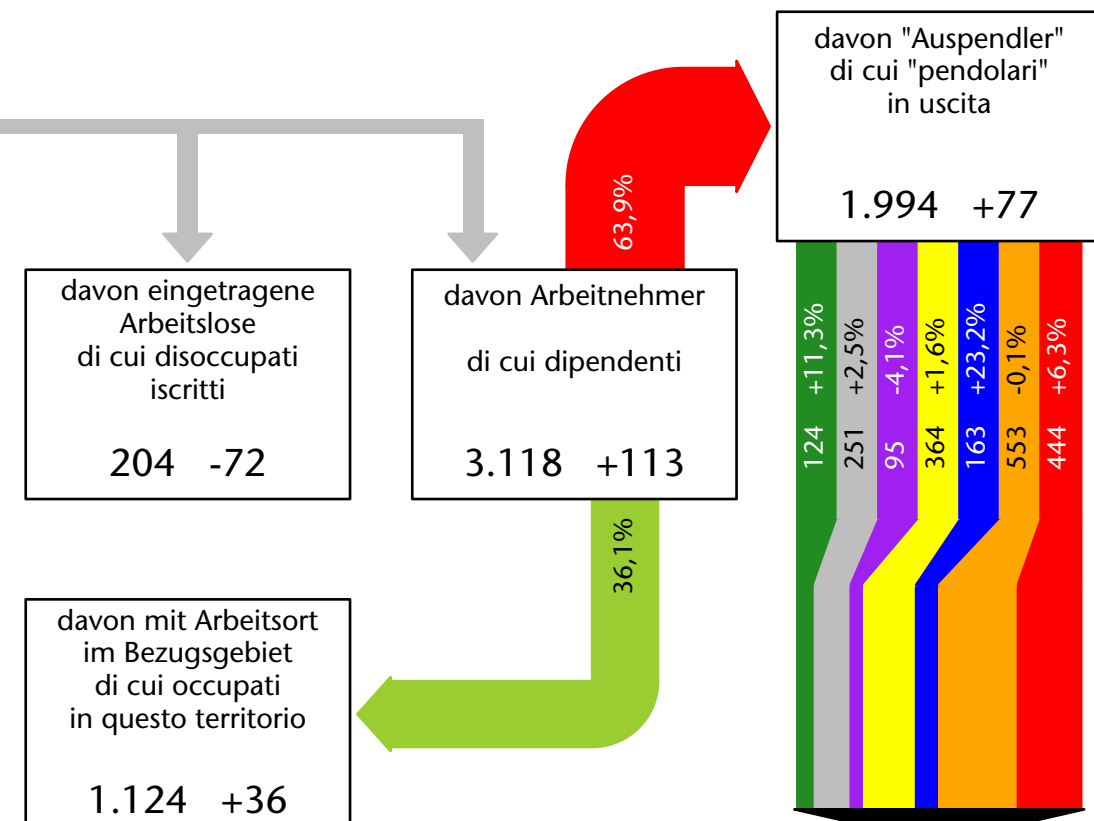 davon "Auspendler"
di cui "pendolari"
in uscita
1.994 +77
63,9%
davon eingetragene
Arbeitslose
di cui disoccupati
iscritti
204 -72
davon Arbeitnehmer
di cui dipendenti
3.118 +113
124 +11,3%
251 +2,5%
95 -4,1%
364 +1,6%
163 +23,2%
553 -0,1%
444 +6,3%
36,1%
davon mit Arbeitsort
im Bezugsgebiet
di cui occupati
in questo territorio
1.124 +36